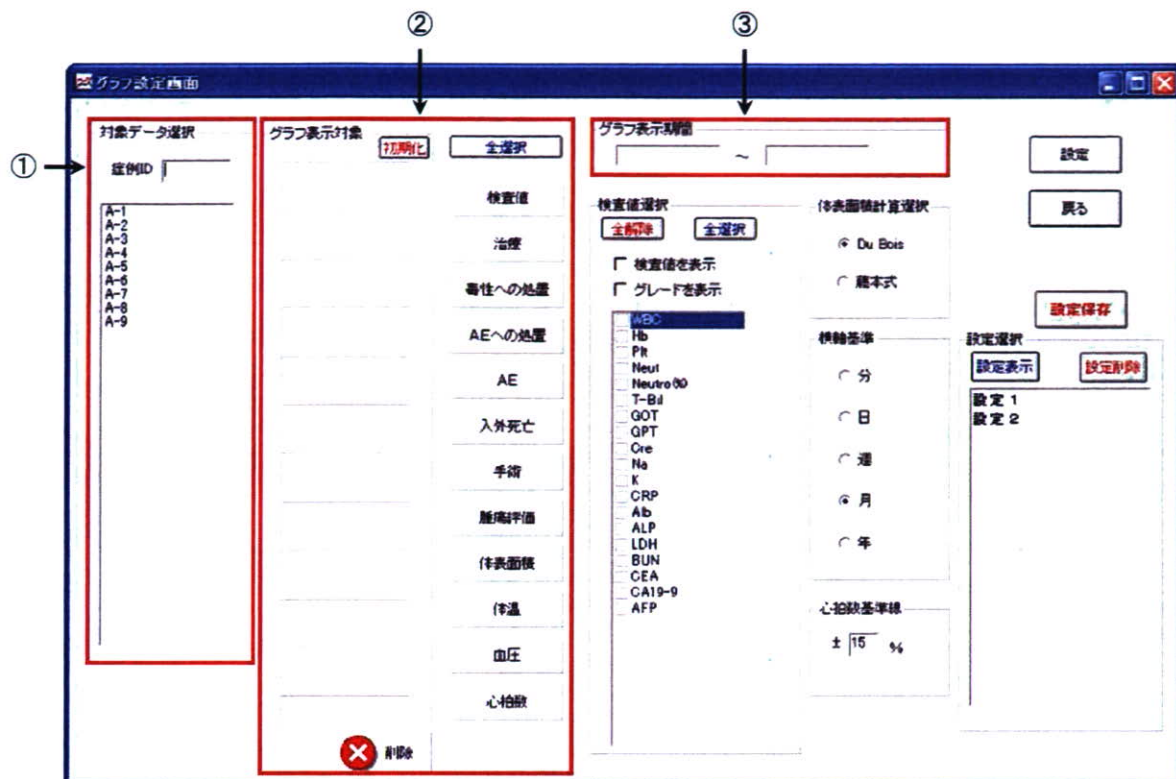 ②
③
グラフ設定画面
①
対象データ選択
症例ID
A-1
A-2
A-3
A-4
A-5
A-6
A-7
A-8
A-9
グラフ表示対象
初期化
全選択
検査値
治療
毒性への処置
AEへの処置
AE
入外死亡
手術
腫瘍評価
体表面積
体温
血圧
心拍数
削除
グラフ表示期間
~
検査値選択
全解除
全選択
検査値を表示
グレードを表示
WBC
Hb
Plt
Neut
Neutro(%)
T-Bil
GOT
GPT
Cre
Na
K
CRP
Alb
ALP
LDH
BUN
CEA
CA19-9
AFP
体表面積計算選択
Du Bois
藤本式
横軸基準
分
日
週
月
年
心拍数基準線
± 15 %
設定
戻る
設定保存
設定選択
設定表示
設定削除
設定 1
設定 2